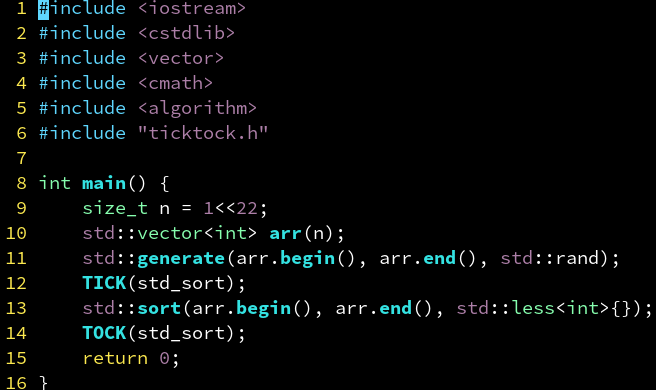 1 #include <iostream>
2 #include <cstdlib>
3 #include <vector>
4 #include <cmath>
5 #include <algorithm>
6 #include "ticktock.h"
7
8 int main() {
9     size_t n = 1<<22;
10     std::vector<int> arr(n);
11     std::generate(arr.begin(), arr.end(), std::rand);
12     TICK(std_sort);
13     std::sort(arr.begin(), arr.end(), std::less<int>{});
14     TOCK(std_sort);
15     return 0;
16 }